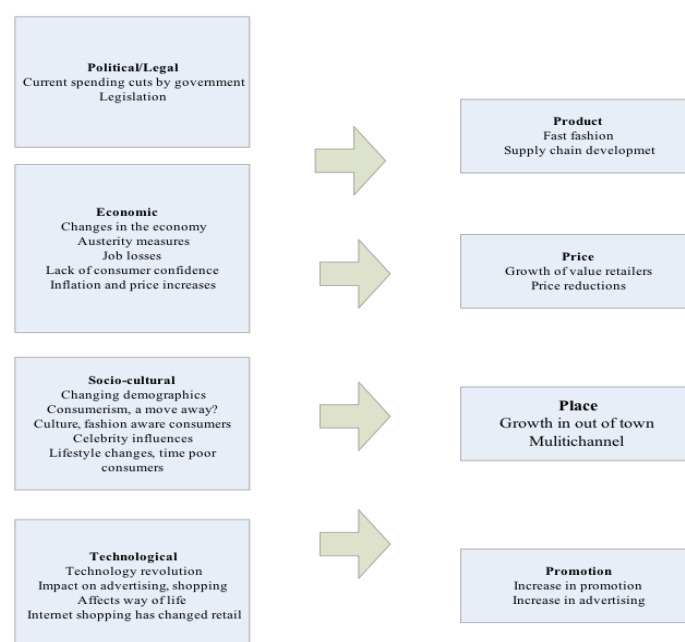 Political/Legal
Current spending cuts by government
Legislation
Economic
Changes in the economy
Austerity measures
Job losses
Lack of consumer confidence
Inflation and price increases
Socio-cultural
Changing demographics
Consumerism, a move away?
Culture, fashion aware consumers
Celebrity influences
Lifestyle changes, time poor
consumers
Technological
Technology revolution
Impact on advertising, shopping
Affects way of life
Internet shopping has changed retail
Product
Fast fashion
Supply chain developmet
Price
Growth of value retailers
Price reductions
Place
Growth in out of town
Mulitichannel
Promotion
Increase in promotion
Increase in advertising